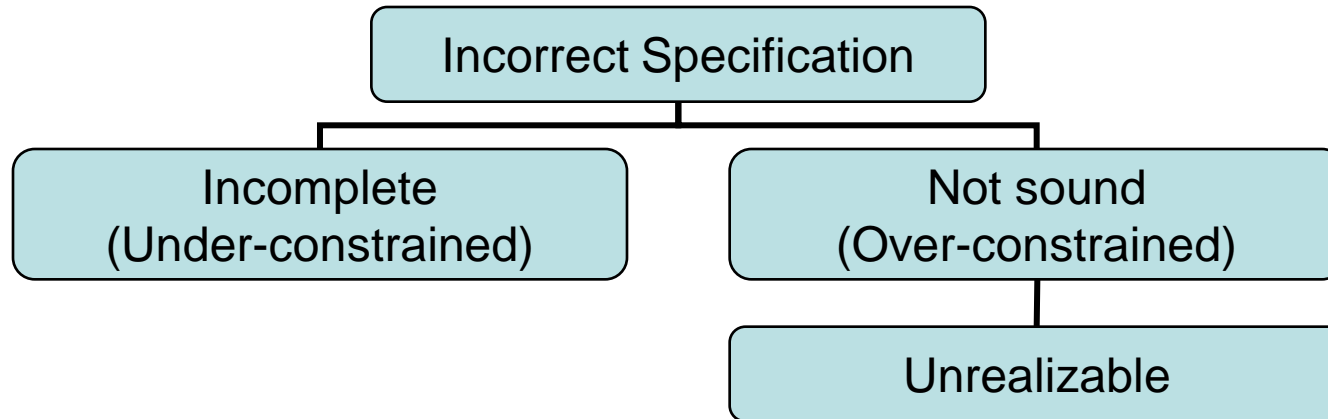 Incorrect Specification
Incomplete
(Under-constrained)
Not sound
(Over-constrained)
Unrealizable